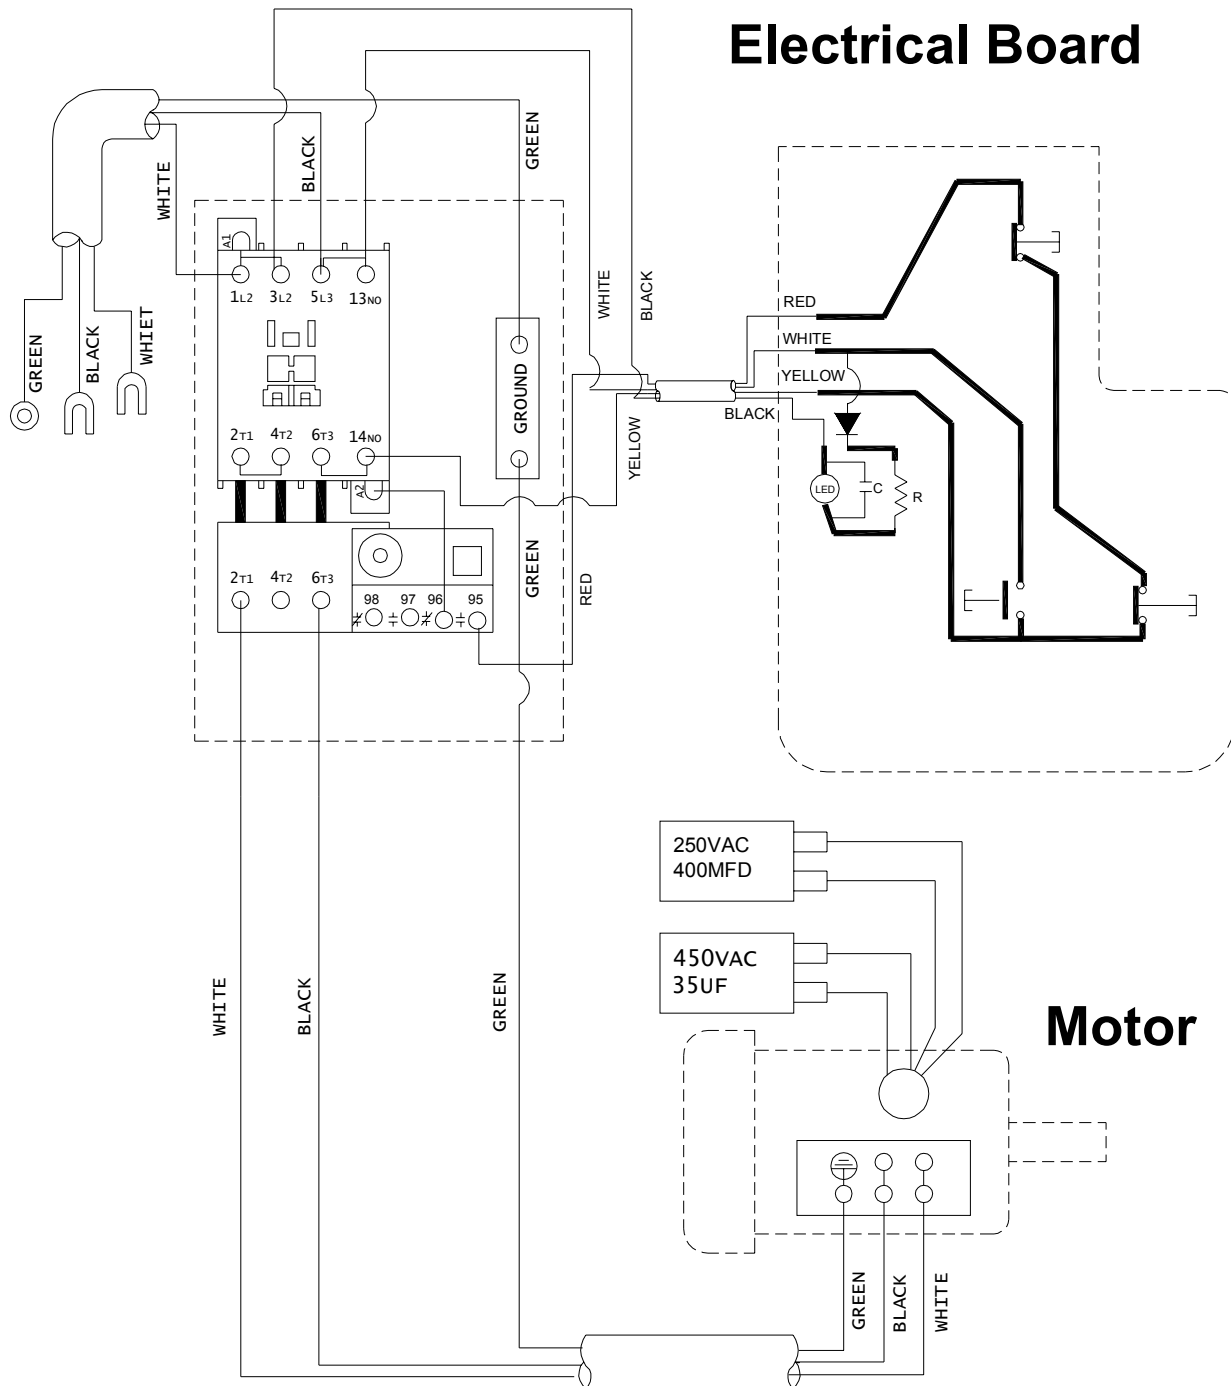 Electrical Board
GREEN
BLACK
WHITE
A1
1L2 3L2 5L3 13NO
WHITE
BLACK
RED
WHITE
YELLOW
BLACK
GREEN
BLACK
WHIET
GROUND
2T1 4T2 6T3 14NO
YELLOW
A2
LED
C
R
GREEN
RED
2T1 4T2 6T3
98 97 96 95
250VAC
400MFD
450VAC
35UF
WHITE
BLACK
GREEN
Motor
GREEN
BLACK
WHITE